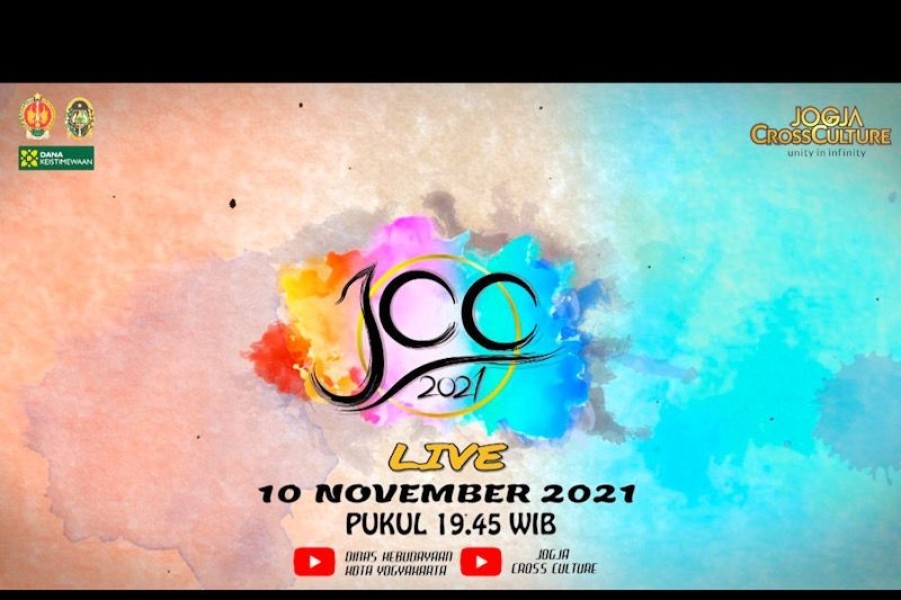 DANA
KEISTIMEWAAN
JOGJA
CROSSCULTURE
unity in infinity
JCC
2021
LIVE
10 NOVEMBER 2021
PUKUL 19.45 WIB
DINAS KEBUDAYAAN
KOTA YOGYAKARTA
JOGJA
CROSS CULTURE